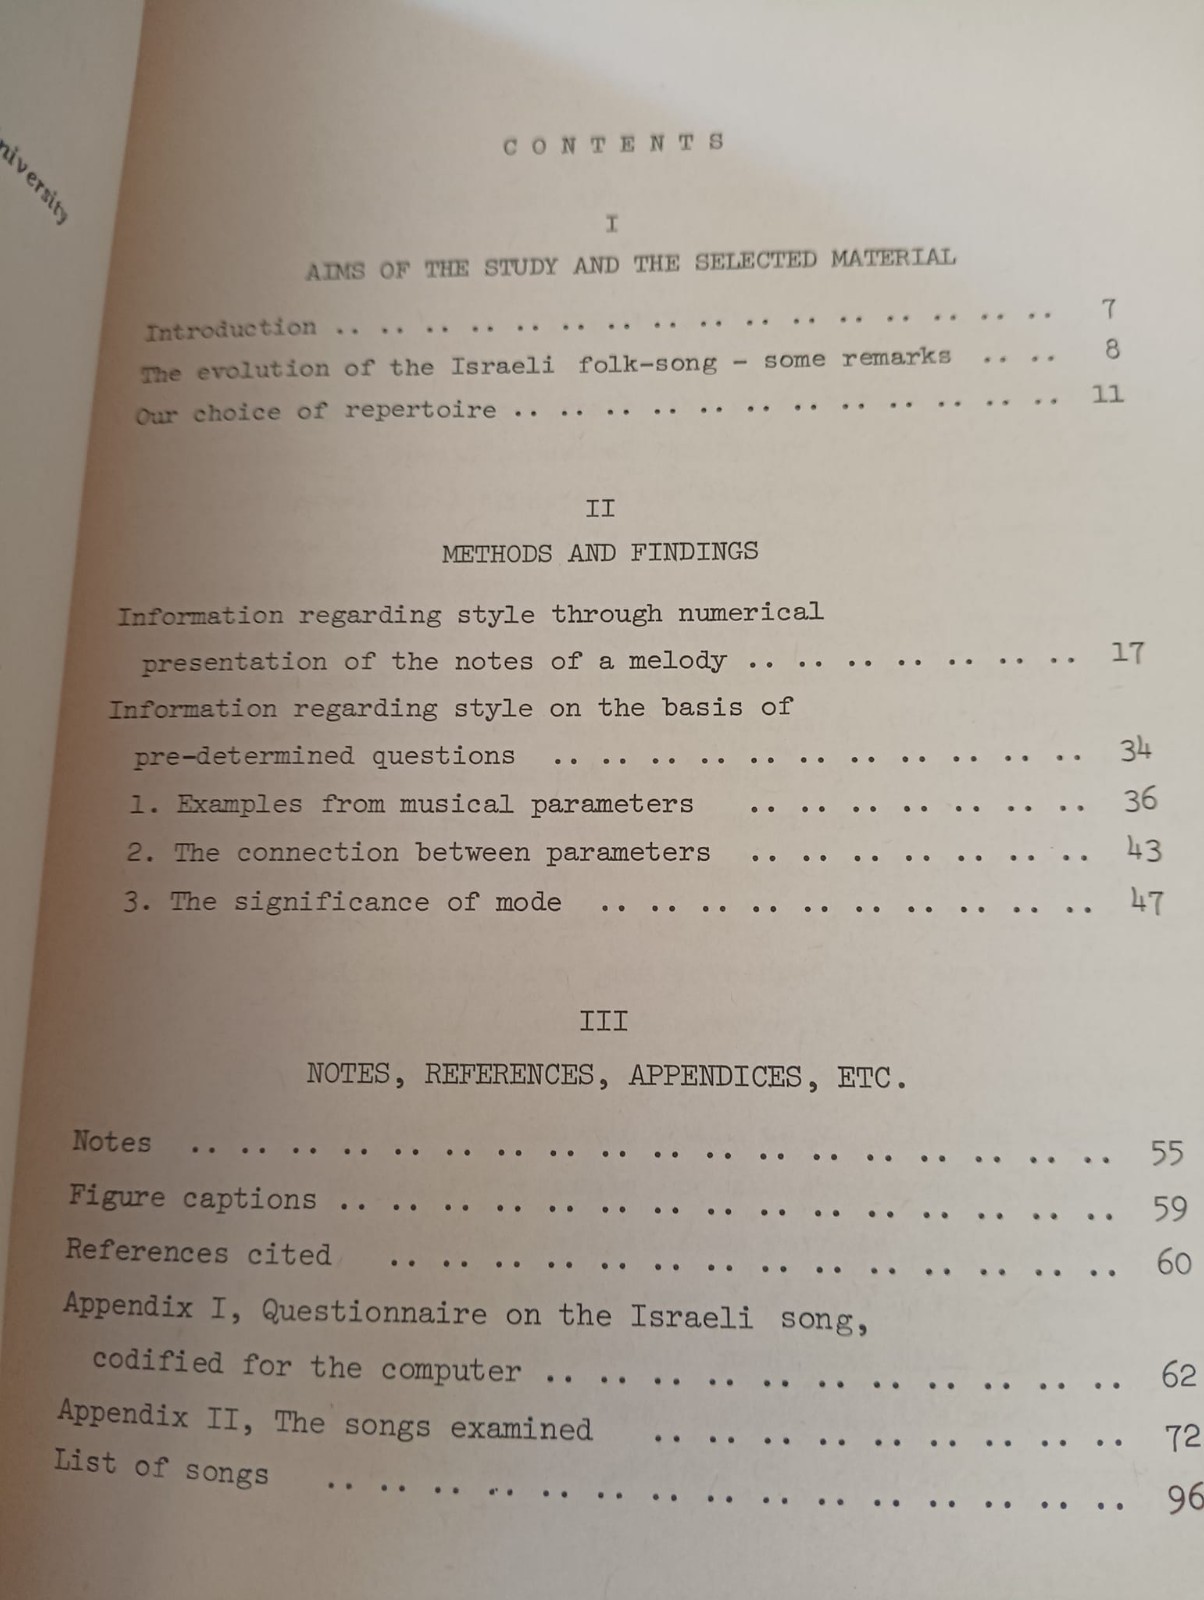 niversity
C O N T E N T S
I
AIMS OF THE STUDY AND THE SELECTED MATERIAL
Introduction .. .. .. .. .. .. .. .. .. .. .. .. .. .. .. .. 7
The evolution of the Israeli folk-song - some remarks .. .. 8
Our choice of repertoire .. .. .. .. .. .. .. .. .. .. .. .. 11
II
METHODS AND FINDINGS
Information regarding style through numerical
presentation of the notes of a melody .. .. .. .. .. .. .. 17
Information regarding style on the basis of
pre-determined questions .. .. .. .. .. .. .. .. .. .. .. 34
1. Examples from musical parameters .. .. .. .. .. .. .. 36
2. The connection between parameters .. .. .. .. .. .. .. 43
3. The significance of mode .. .. .. .. .. .. .. .. .. .. 47
III
NOTES, REFERENCES, APPENDICES, ETC.
Notes .. .. .. .. .. .. .. .. .. .. .. .. .. .. .. .. .. .. 55
Figure captions .. .. .. .. .. .. .. .. .. .. .. .. .. .. .. 59
References cited .. .. .. .. .. .. .. .. .. .. .. .. .. .. 60
Appendix I, Questionnaire on the Israeli song,
codified for the computer .. .. .. .. .. .. .. .. .. .. .. 62
Appendix II, The songs examined .. .. .. .. .. .. .. .. .. 72
List of songs .. .. .. .. .. .. .. .. .. .. .. .. .. .. .. 96